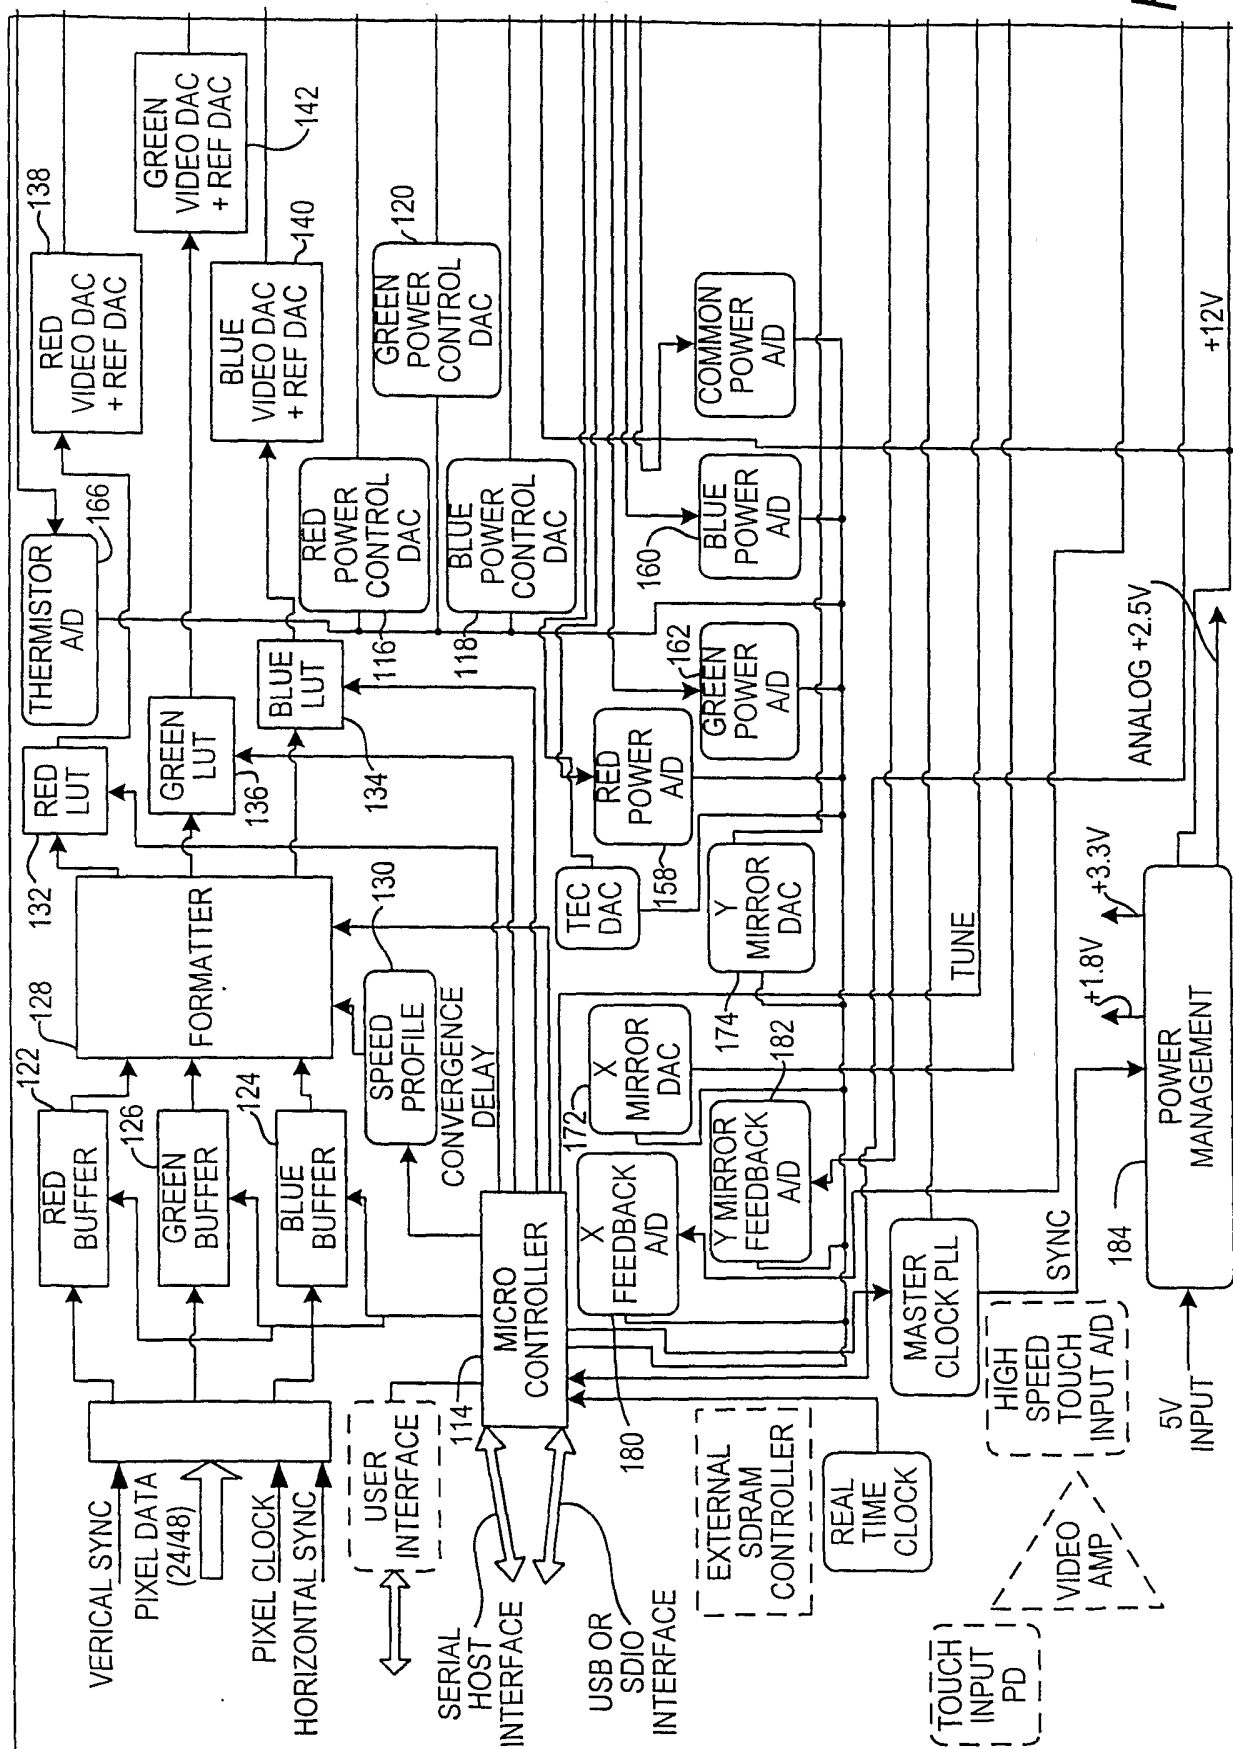 VERICAL SYNC
PIXEL DATA
(24/48)
PIXEL CLOCK
HORIZONTAL SYNC
RED
BUFFER
122
GREEN
BUFFER
126
BLUE
BUFFER
124
FORMATTER
128
SPEED
PROFILE
130
CONVERGENCE
DELAY
RED
LUT
132
GREEN
LUT
136
BLUE
LUT
134
THERMISTOR
A/D
166
RED
VIDEO DAC
+ REF DAC
138
GREEN
VIDEO DAC
+ REF DAC
142
BLUE
VIDEO DAC
+ REF DAC
140
RED
POWER
CONTROL
DAC
116
GREEN
POWER
CONTROL
DAC
120
BLUE
POWER
CONTROL
DAC
118
USER
INTERFACE
SERIAL
HOST
INTERFACE
USB OR
SDIO
INTERFACE
MICRO
CONTROLLER
114
TEC
DAC
RED
POWER
A/D
158
GREEN
POWER
A/D
162
BLUE
POWER
A/D
160
COMMON
POWER
A/D
X
FEEDBACK
A/D
180
X
MIRROR
DAC
172
Y MIRROR
FEEDBACK
A/D
182
Y
MIRROR
DAC
174
EXTERNAL
SDRAM
CONTROLLER
REAL
TIME
CLOCK
MASTER
CLOCK PLL
TUNE
SYNC
TOUCH
INPUT
PD
VIDEO
AMP
HIGH
SPEED
TOUCH
INPUT A/D
5V
INPUT
POWER
MANAGEMENT
184
+1.8V
+3.3V
ANALOG +2.5V
+12V